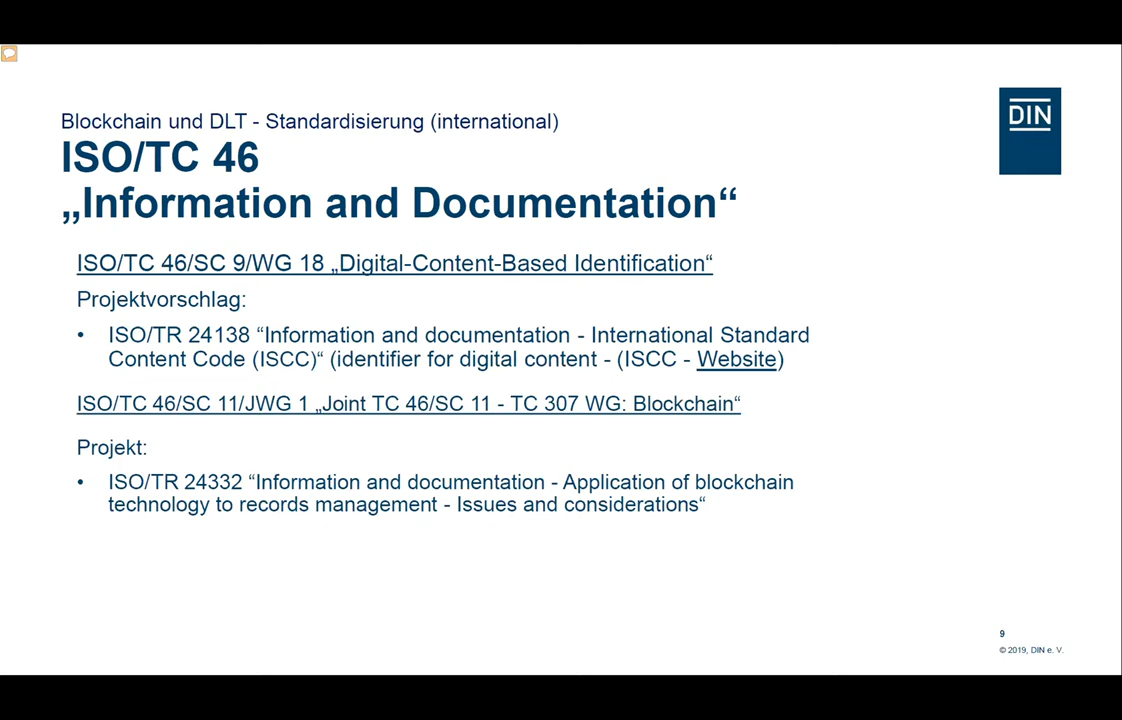 Blockchain und DLT - Standardisierung (international)
ISO/TC 46
„Information and Documentation“
DIN
ISO/TC 46/SC 9/WG 18 „Digital-Content-Based Identification“
Projektvorschlag:
• ISO/TR 24138 “Information and documentation - International Standard
Content Code (ISCC)“ (identifier for digital content - (ISCC - Website)
ISO/TC 46/SC 11/JWG 1 „Joint TC 46/SC 11 - TC 307 WG: Blockchain“
Projekt:
• ISO/TR 24332 “Information and documentation - Application of blockchain
technology to records management - Issues and considerations“
9
© 2019, DIN e. V.